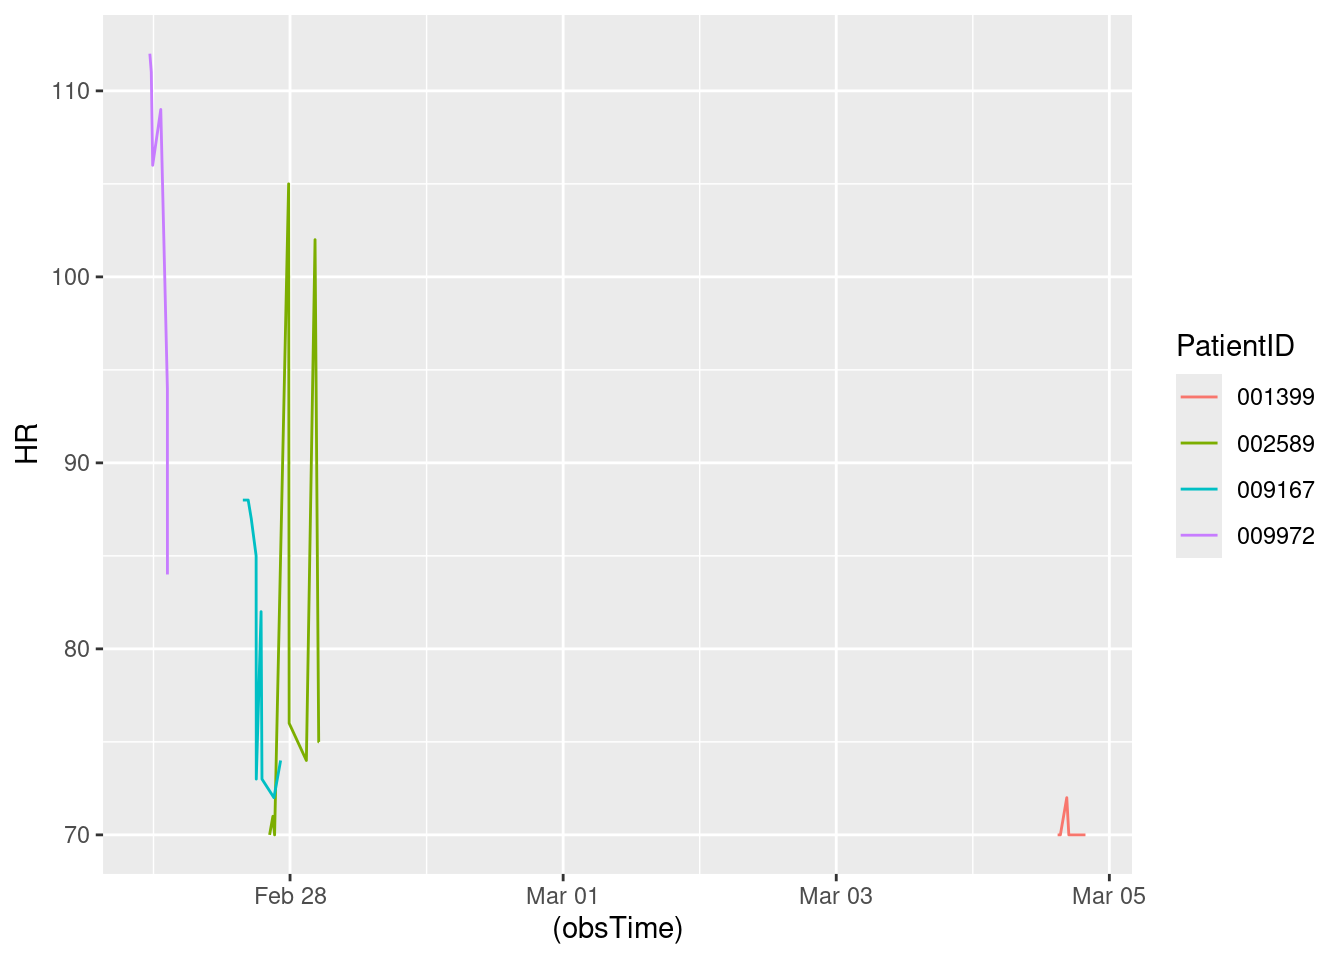 110
100
90
80
70
HR
Feb 28
Mar 01
Mar 03
Mar 05
(obsTime)
PatientID
001399
002589
009167
009972